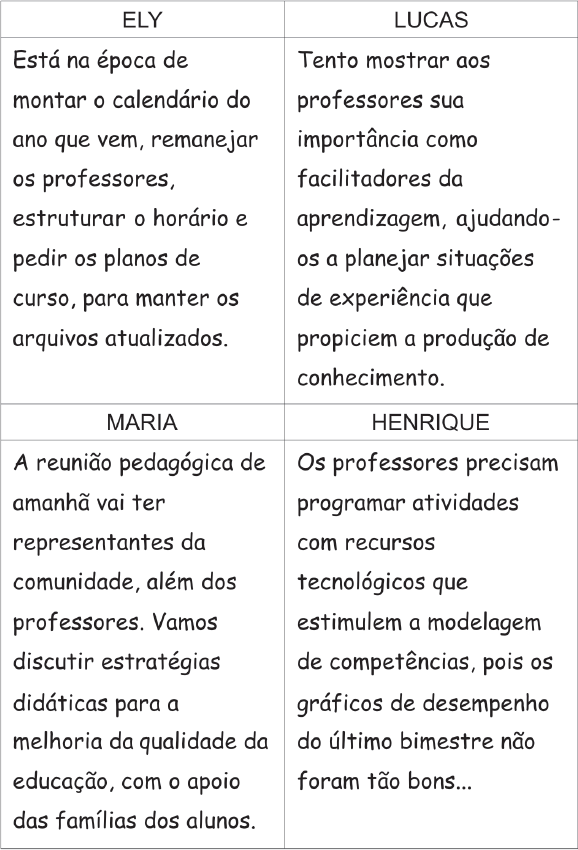 ELY
Está na época de
montar o calendário do
ano que vem, remanejar
os professores,
estruturar o horário e
pedir os planos de
curso, para manter os
arquivos atualizados.
LUCAS
Tento mostrar aos
professores sua
importância como
facilitadores da
aprendizagem, ajudando-
os a planejar situações
de experiência que
propiciem a produção de
conhecimento.
MARIA
A reunião pedagógica de
amanhã vai ter
representantes da
comunidade, além dos
professores. Vamos
discutir estratégias
didáticas para a
melhoria da qualidade da
educação, com o apoio
das famílias dos alunos.
HENRIQUE
Os professores precisam
programar atividades
com recursos
tecnológicos que
estimulem a modelagem
de competências, pois os
gráficos de desempenho
do último bimestre não
foram tão bons...